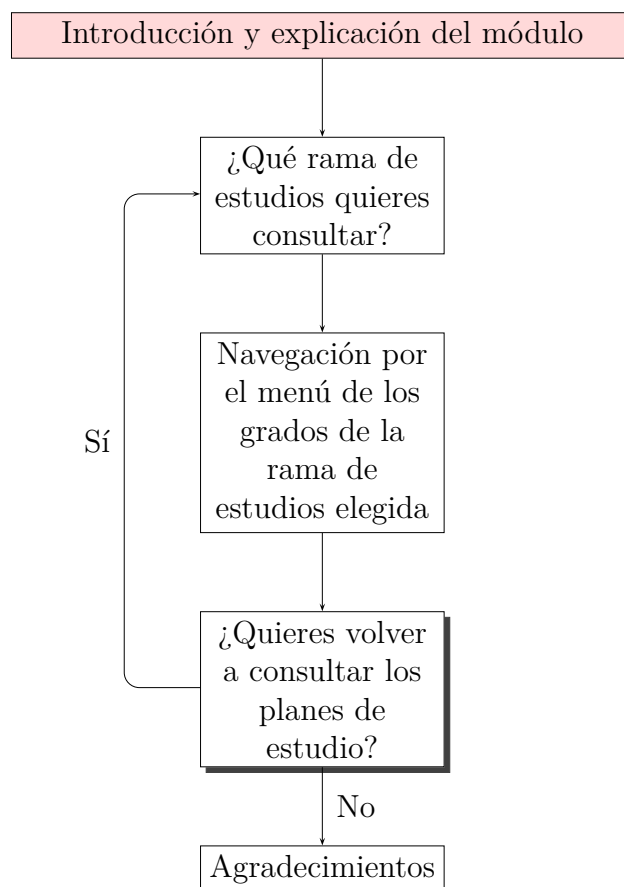 Introducción y explicación del módulo
¿Qué rama de
estudios quieres
consultar?
Navegación por
el menú de los
grados de la
rama de
estudios elegida
Sí
¿Quieres volver
a consultar los
planes de
estudio?
No
Agradecimientos